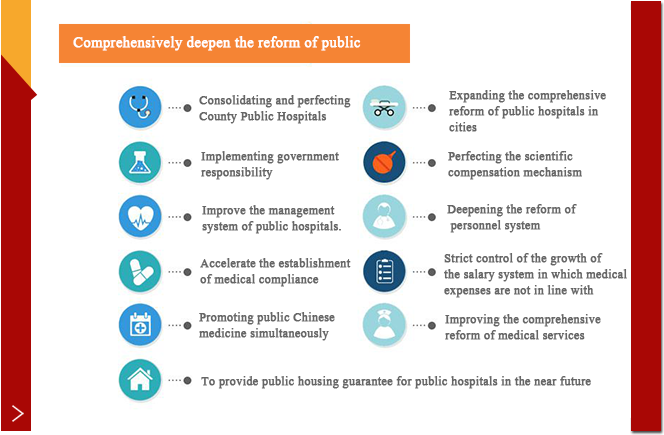 Comprehensively deepen the reform of public
Consolidating and perfecting
County Public Hospitals
Expanding the comprehensive
reform of public hospitals in
cities
Implementing government
responsibility
Perfecting the scientific
compensation mechanism
Improve the management
system of public hospitals.
Deepening the reform of
personnel system
Accelerate the establishment
of medical compliance
Strict control of the growth of
the salary system in which medical
expenses are not in line with
Promoting public Chinese
medicine simultaneously
Improving the comprehensive
reform of medical services
To provide public housing guarantee for public hospitals in the near future